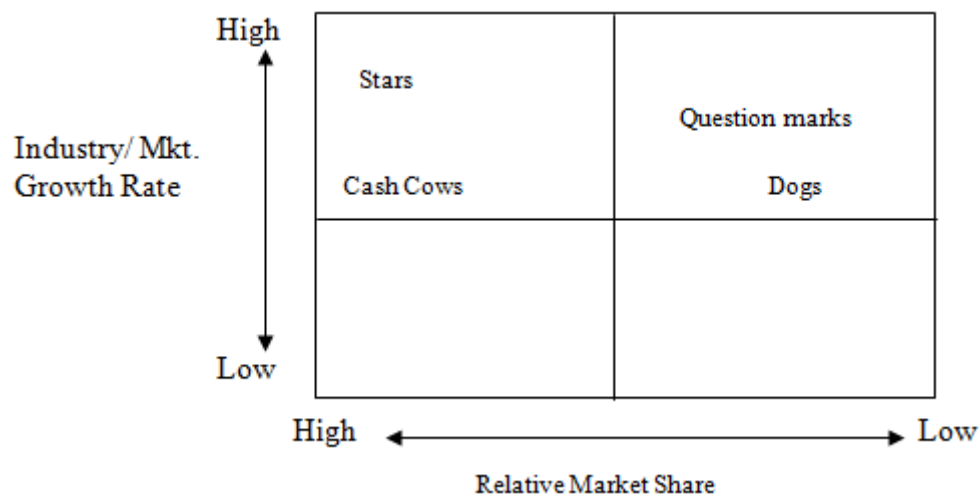 High
Stars
Question marks
Industry/ Mkt.
Growth Rate
Cash Cows
Dogs
Low
High
Low
Relative Market Share